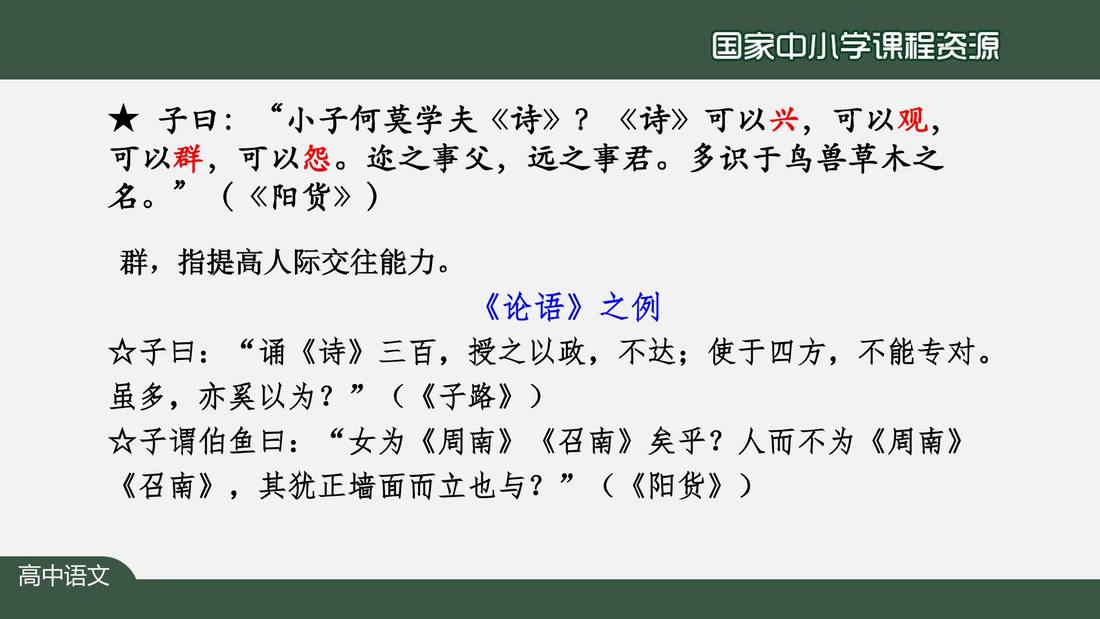 国家中小学课程资源
★ 子曰：“小子何莫学夫《诗》？《诗》可以兴，可以观，
可以群，可以怨。迩之事父，远之事君。多识于鸟兽草木之
名。”（《阳货》）
群，指提高人际交往能力。
《论语》之例
☆子曰：“诵《诗》三百，授之以政，不达；使于四方，不能专对。
虽多，亦奚以为？”（《子路》）
☆子谓伯鱼曰：“女为《周南》《召南》矣乎？人而不为《周南》
《召南》，其犹正墙面而立也与？”（《阳货》）
高中语文